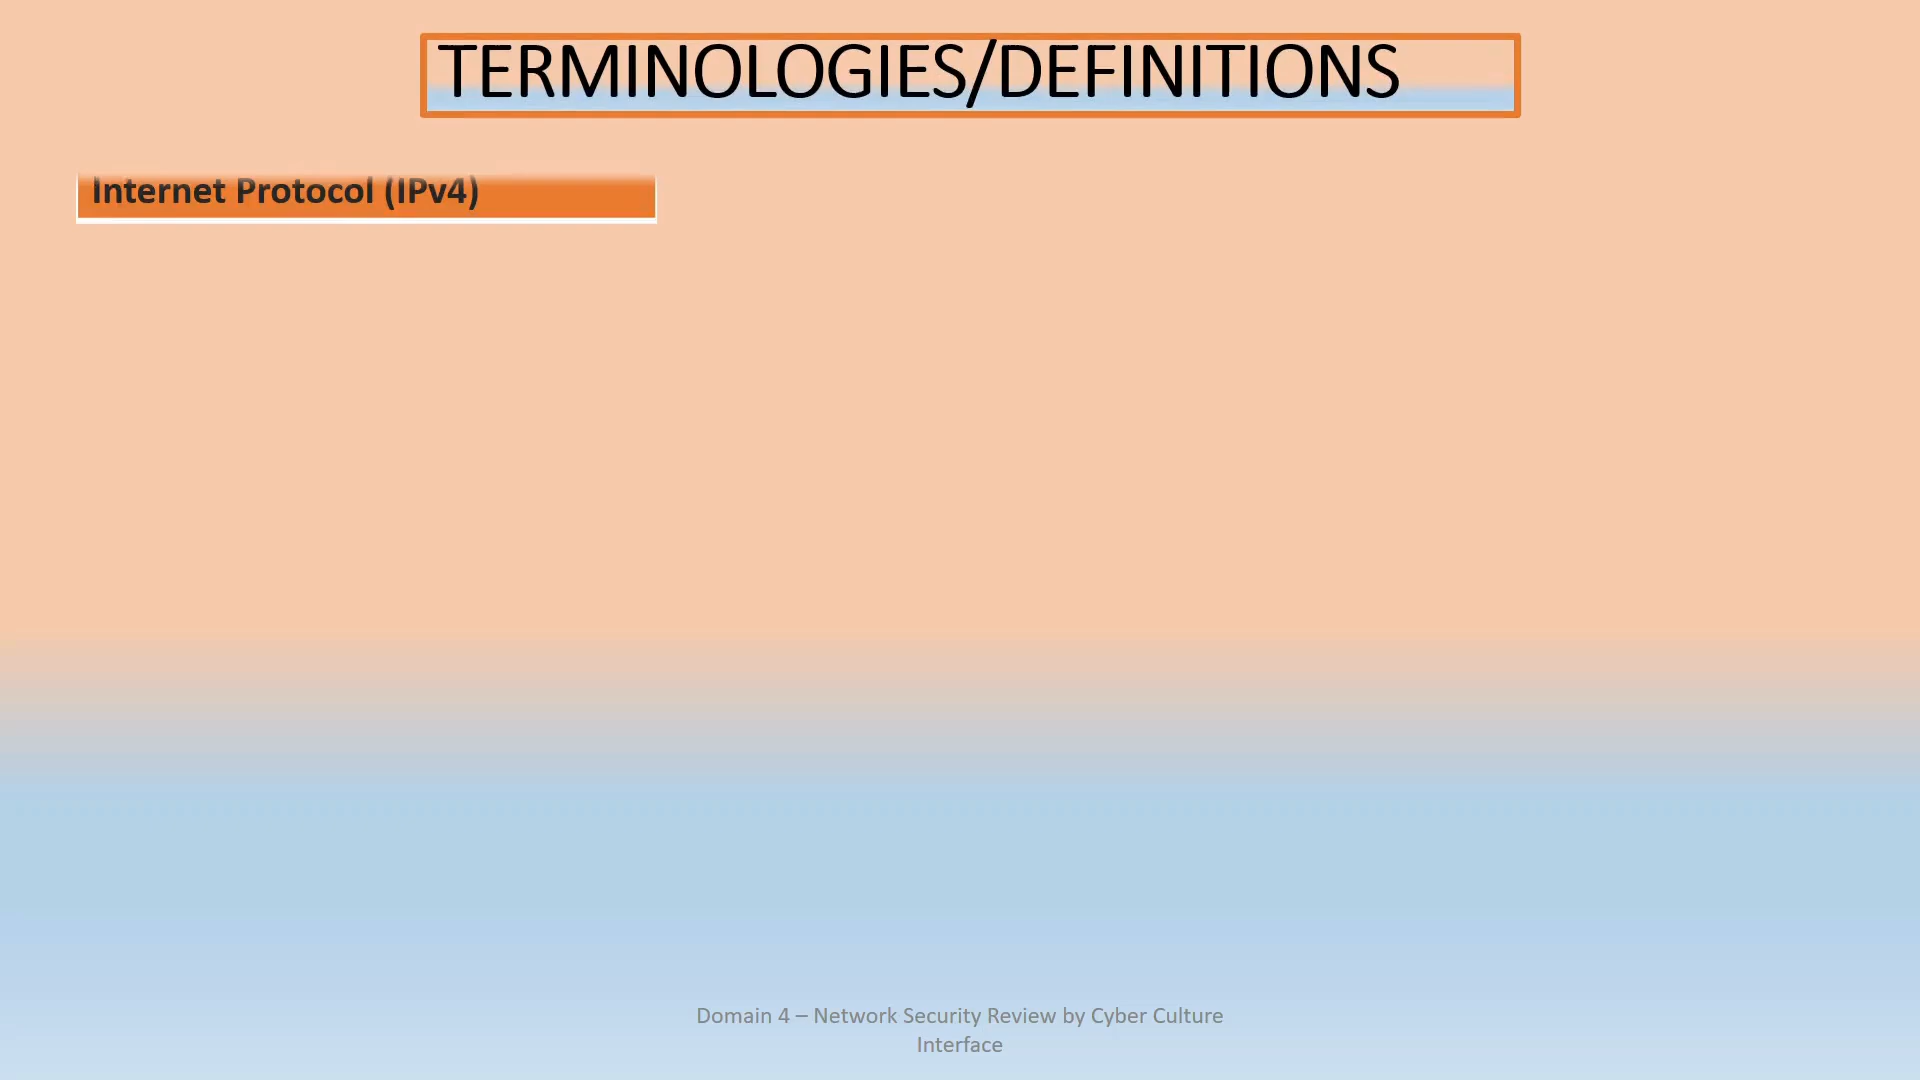 TERMINOLOGIES/DEFINITIONS
Internet Protocol (IPv4)
Domain 4 – Network Security Review by Cyber Culture
Interface